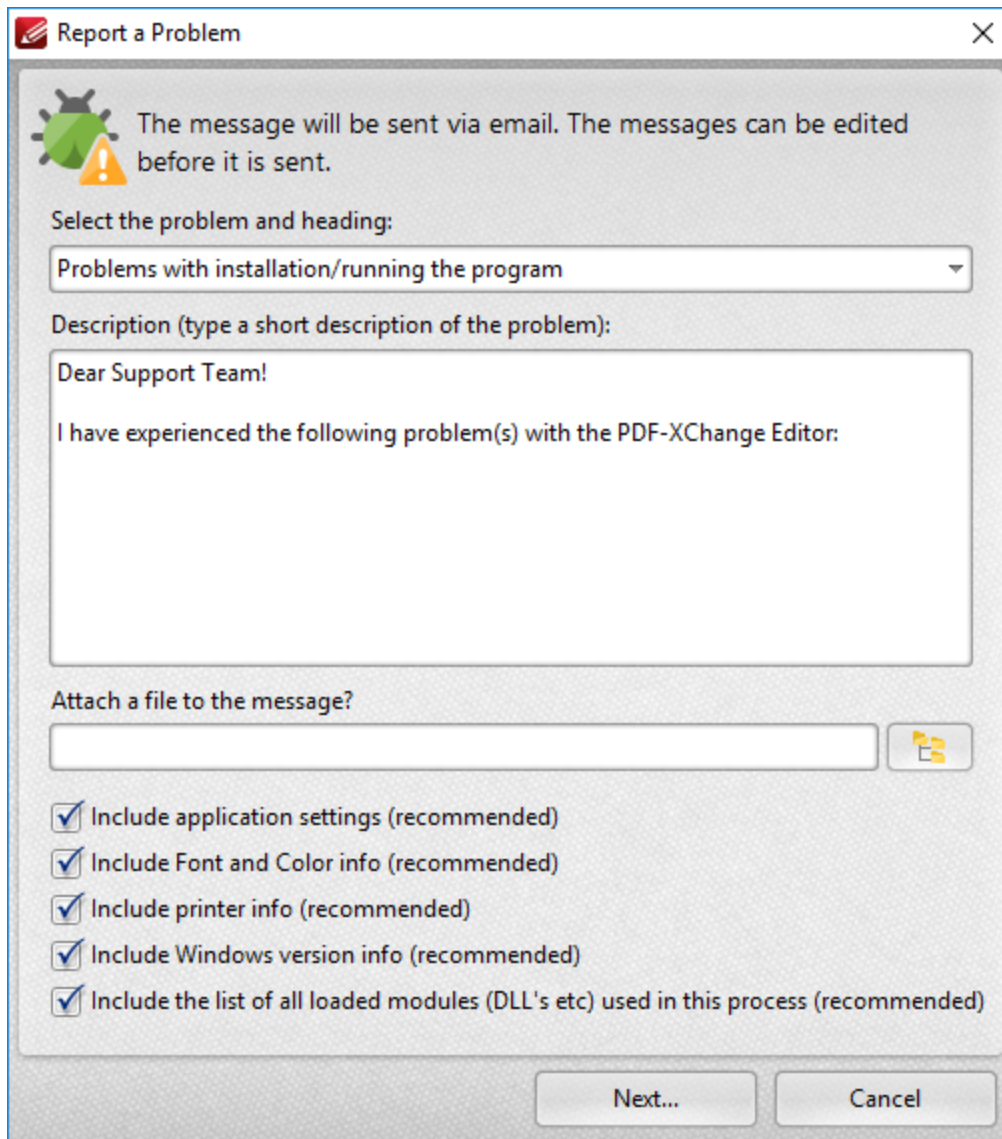 Report a Problem
The message will be sent via email. The messages can be edited
before it is sent.
Select the problem and heading:
Problems with installation/running the program
Description (type a short description of the problem):
Dear Support Team!
I have experienced the following problem(s) with the PDF-XChange Editor:
Attach a file to the message?
Include application settings (recommended)
Include Font and Color info (recommended)
Include printer info (recommended)
Include Windows version info (recommended)
Include the list of all loaded modules (DLL's etc) used in this process (recommended)
Next...
Cancel